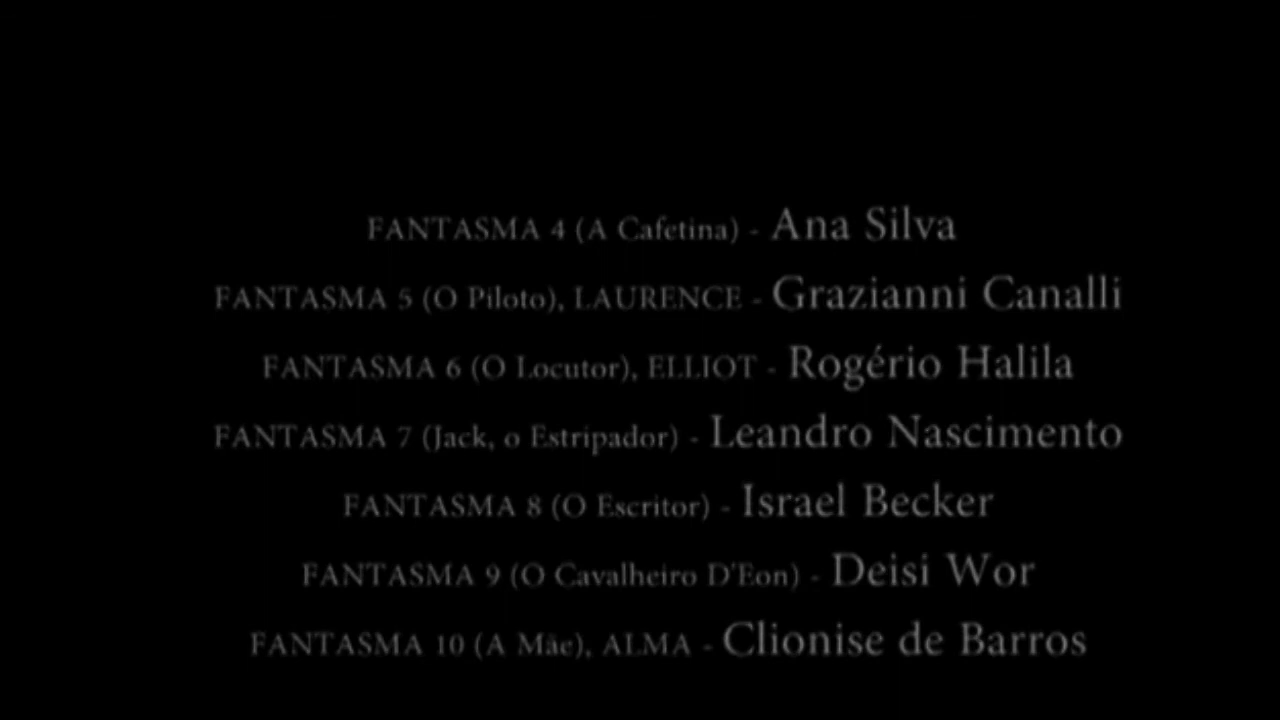 FANTASMA 4 (A Cafetina) - Ana Silva
FANTASMA 5 (O Piloto), LAURENCE - Grazianni Canalli
FANTASMA 6 (O Locutor), ELLIOT - Rogério Halila
FANTASMA 7 (Jack, o Estripador) - Leandro Nascimento
FANTASMA 8 (O Escritor) - Israel Becker
FANTASMA 9 (O Cavalheiro D'Eon) - Deisi Wor
FANTASMA 10 (A Mãe), ALMA - Clionise de Barros